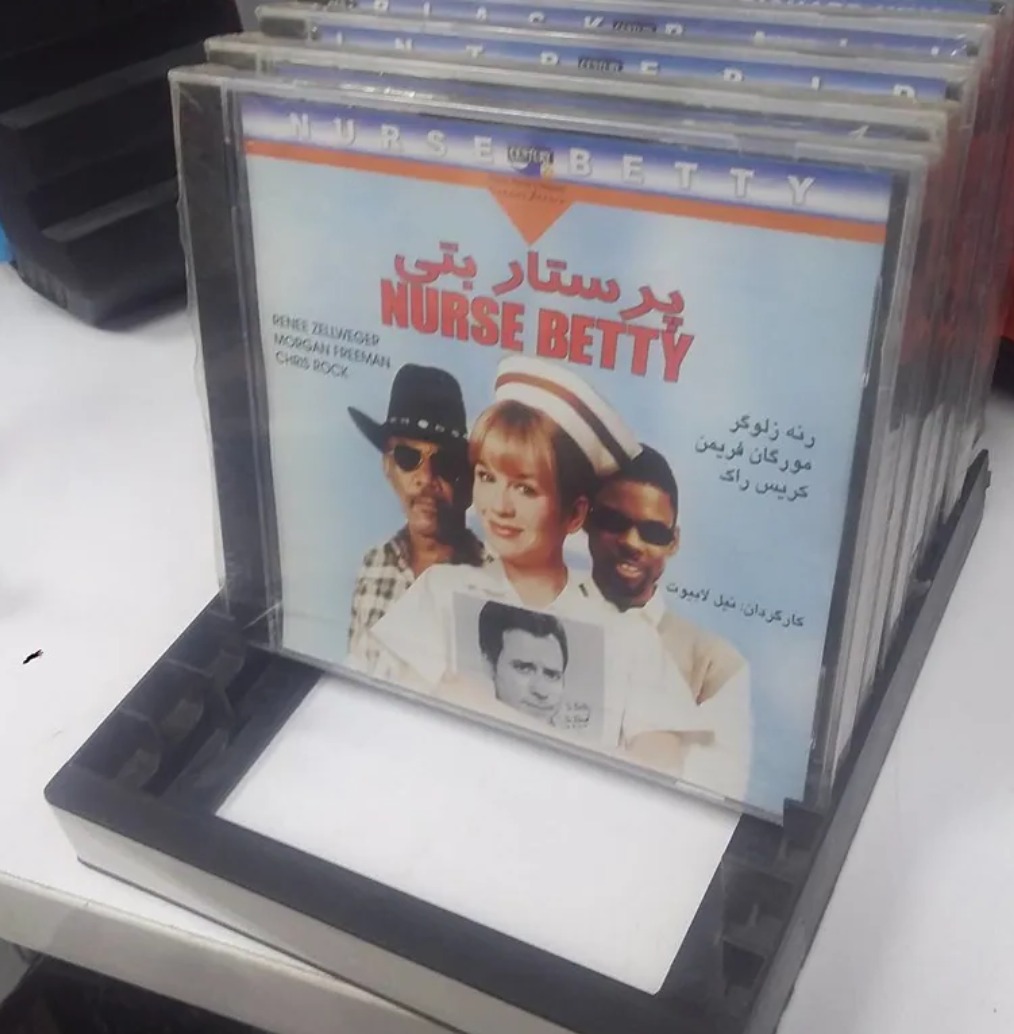 NURSE BETTY
CENTURY
پرستار بتی
NURSE BETTY
RENEE ZELLWEGER
MORGAN FREEMAN
CHRIS ROCK
رنه زلوگر
مورگان فریمن
کریس راک
کارگردان: نیل لابیوت